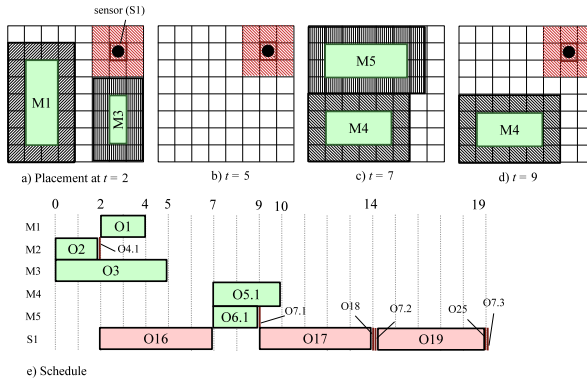 sensor (S1)
M1
M3
M5
M4
M4
a) Placement at t = 2
b) t = 5
c) t = 7
d) t = 9
0 2 4 5 7 9 10 14 19
M1 O1
M2 O2 O4.1
M3 O3
M4 O5.1
M5 O6.1 O7.1 O18 O7.2 O25 O7.3
S1 O16 O17 O19
e) Schedule